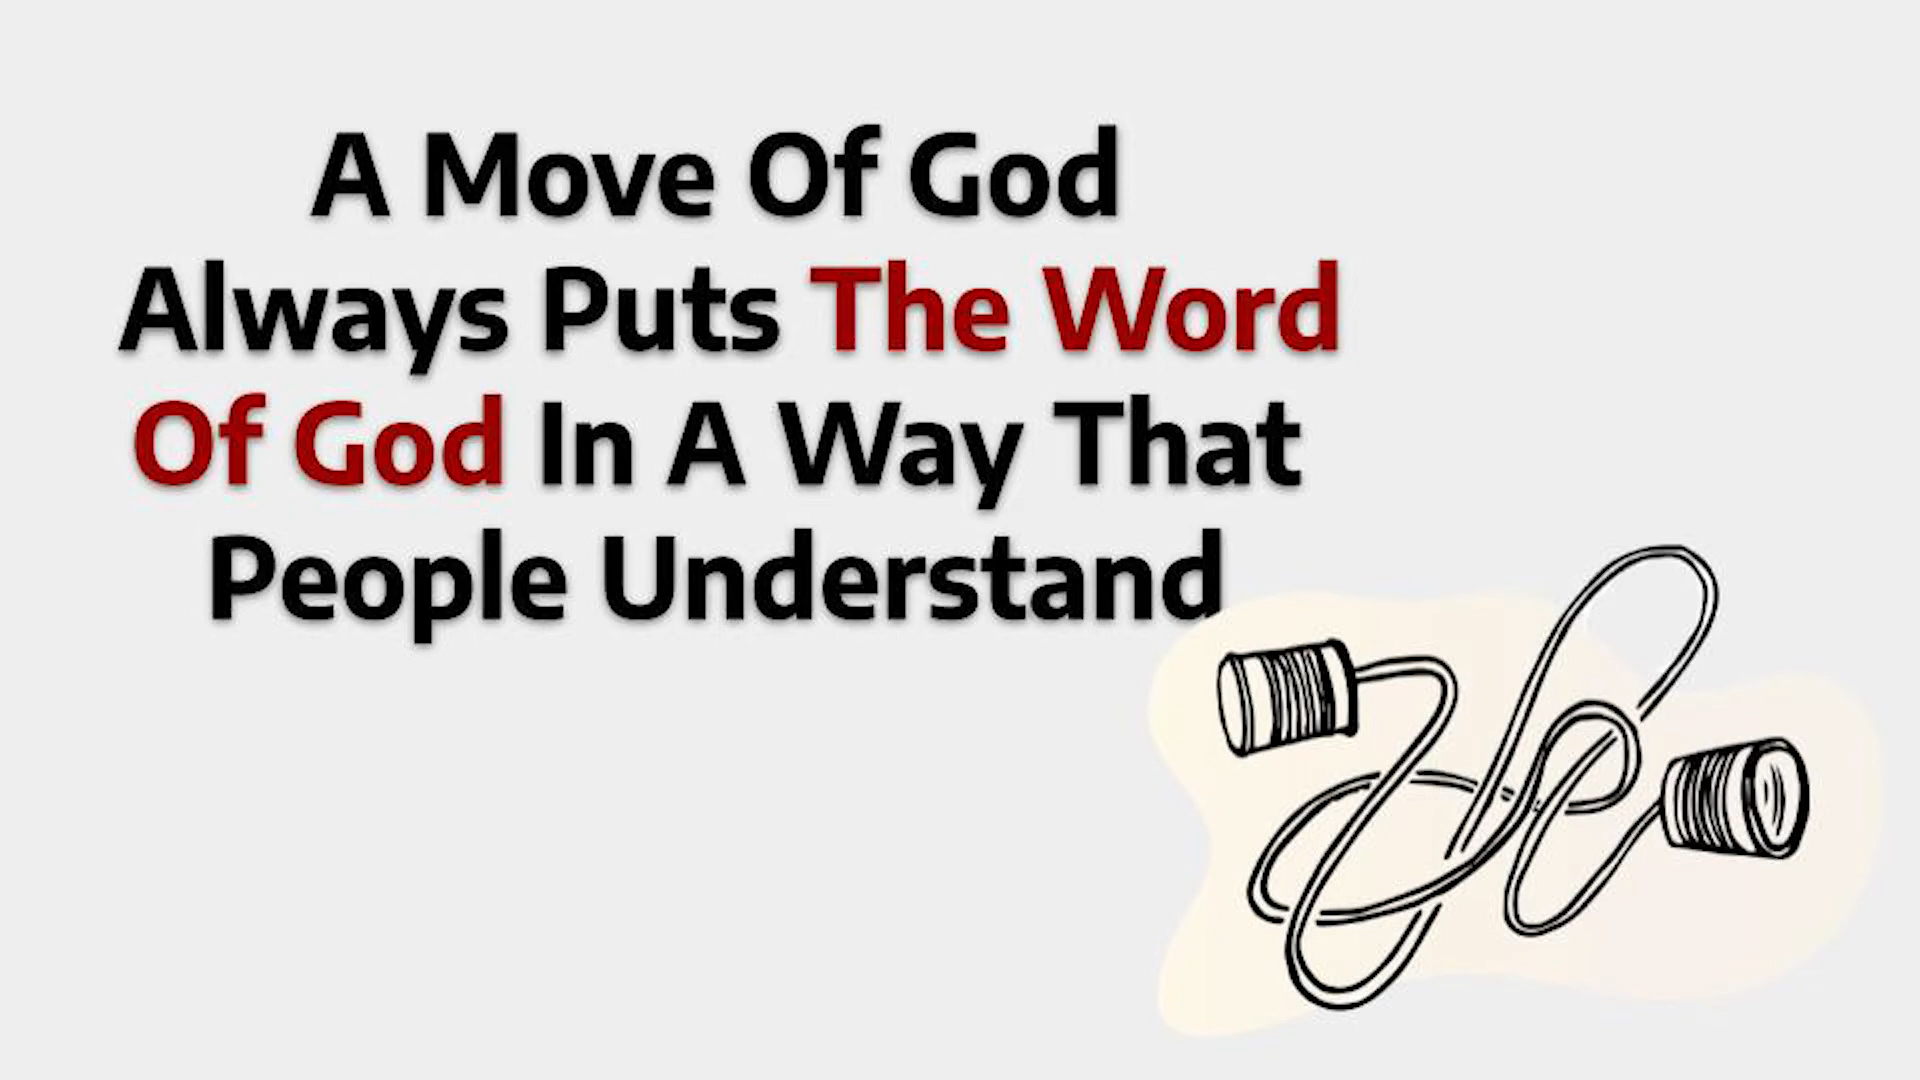 A Move Of God
Always Puts The Word
Of God In A Way That
People Understand